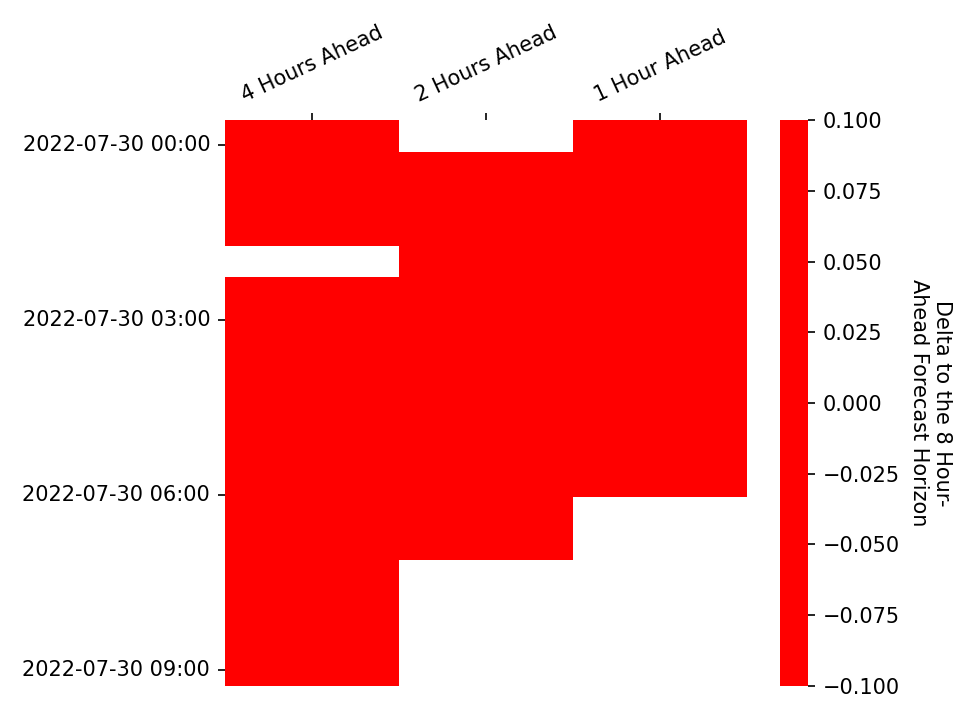 4 Hours Ahead
2 Hours Ahead
1 Hour Ahead
2022-07-30 00:00
2022-07-30 03:00
2022-07-30 06:00
2022-07-30 09:00
0.100
0.075
0.050
0.025
0.000
−0.025
−0.050
−0.075
−0.100
Delta to the 8 Hour-
Ahead Forecast Horizon